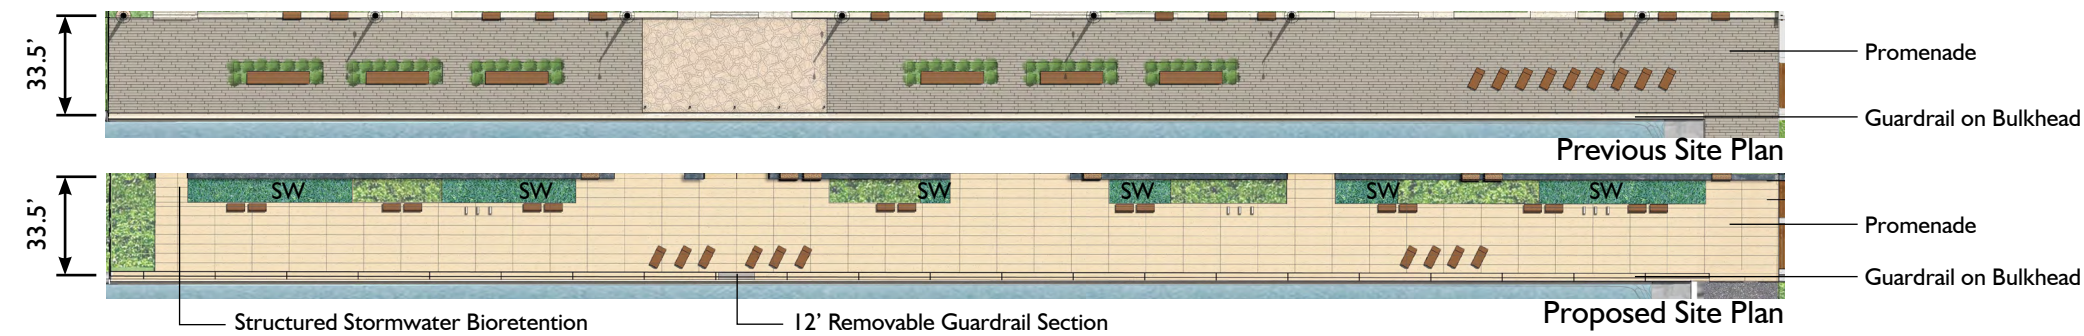 33.5'
Promenade
Guardrail on Bulkhead
Previous Site Plan
33.5'
SW SW SW SW SW SW
Promenade
Guardrail on Bulkhead
Proposed Site Plan
Structured Stormwater Bioretention
12' Removable Guardrail Section